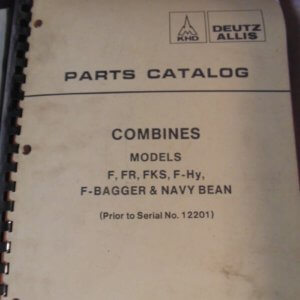 KHD
DEUTZ
ALLIS
PARTS CATALOG
COMBINES
MODELS
F, FR, FKS, F-Hy,
F-BAGGER & NAVY BEAN
(Prior to Serial No. 12201)